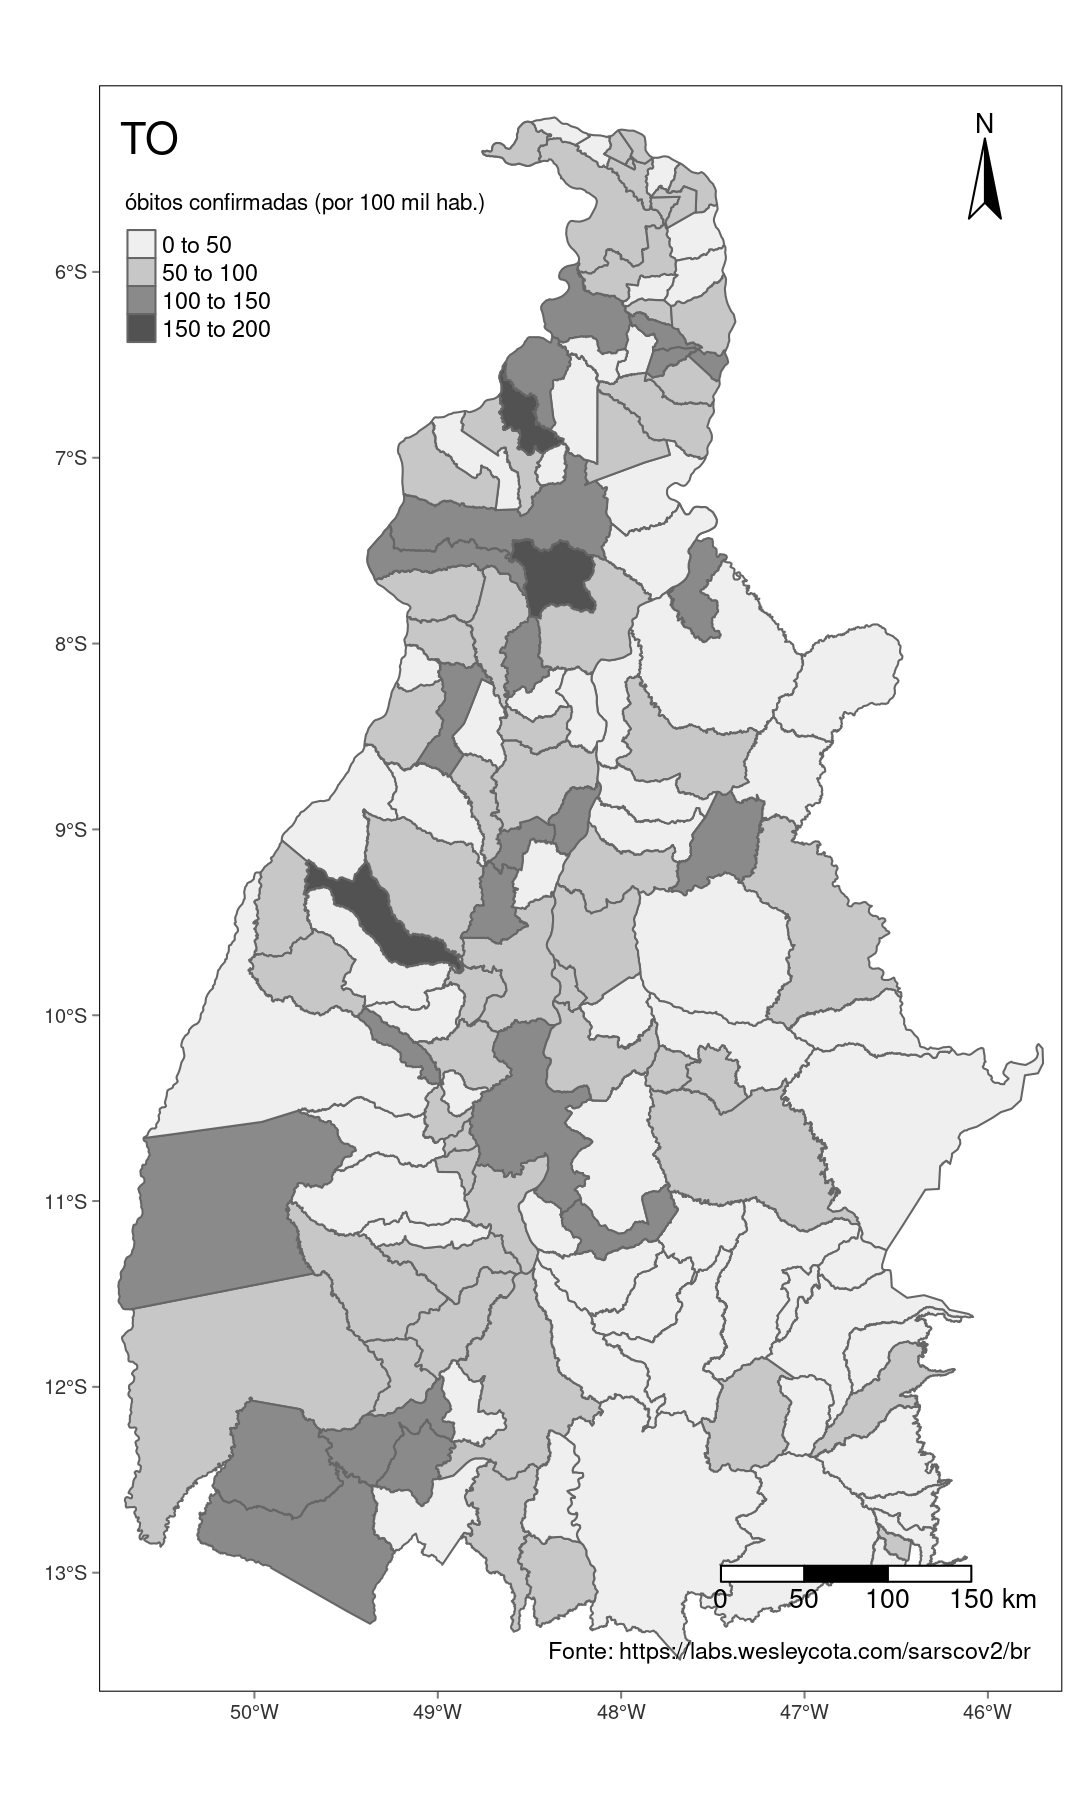 TO
N
óbitos confirmadas (por 100 mil hab.)
0 to 50
50 to 100
100 to 150
150 to 200
6°S
7°S
8°S
9°S
10°S
11°S
12°S
13°S
0 50 100 150 km
Fonte: https://labs.wesleycota.com/sarscov2/br
50°W 49°W 48°W 47°W 46°W